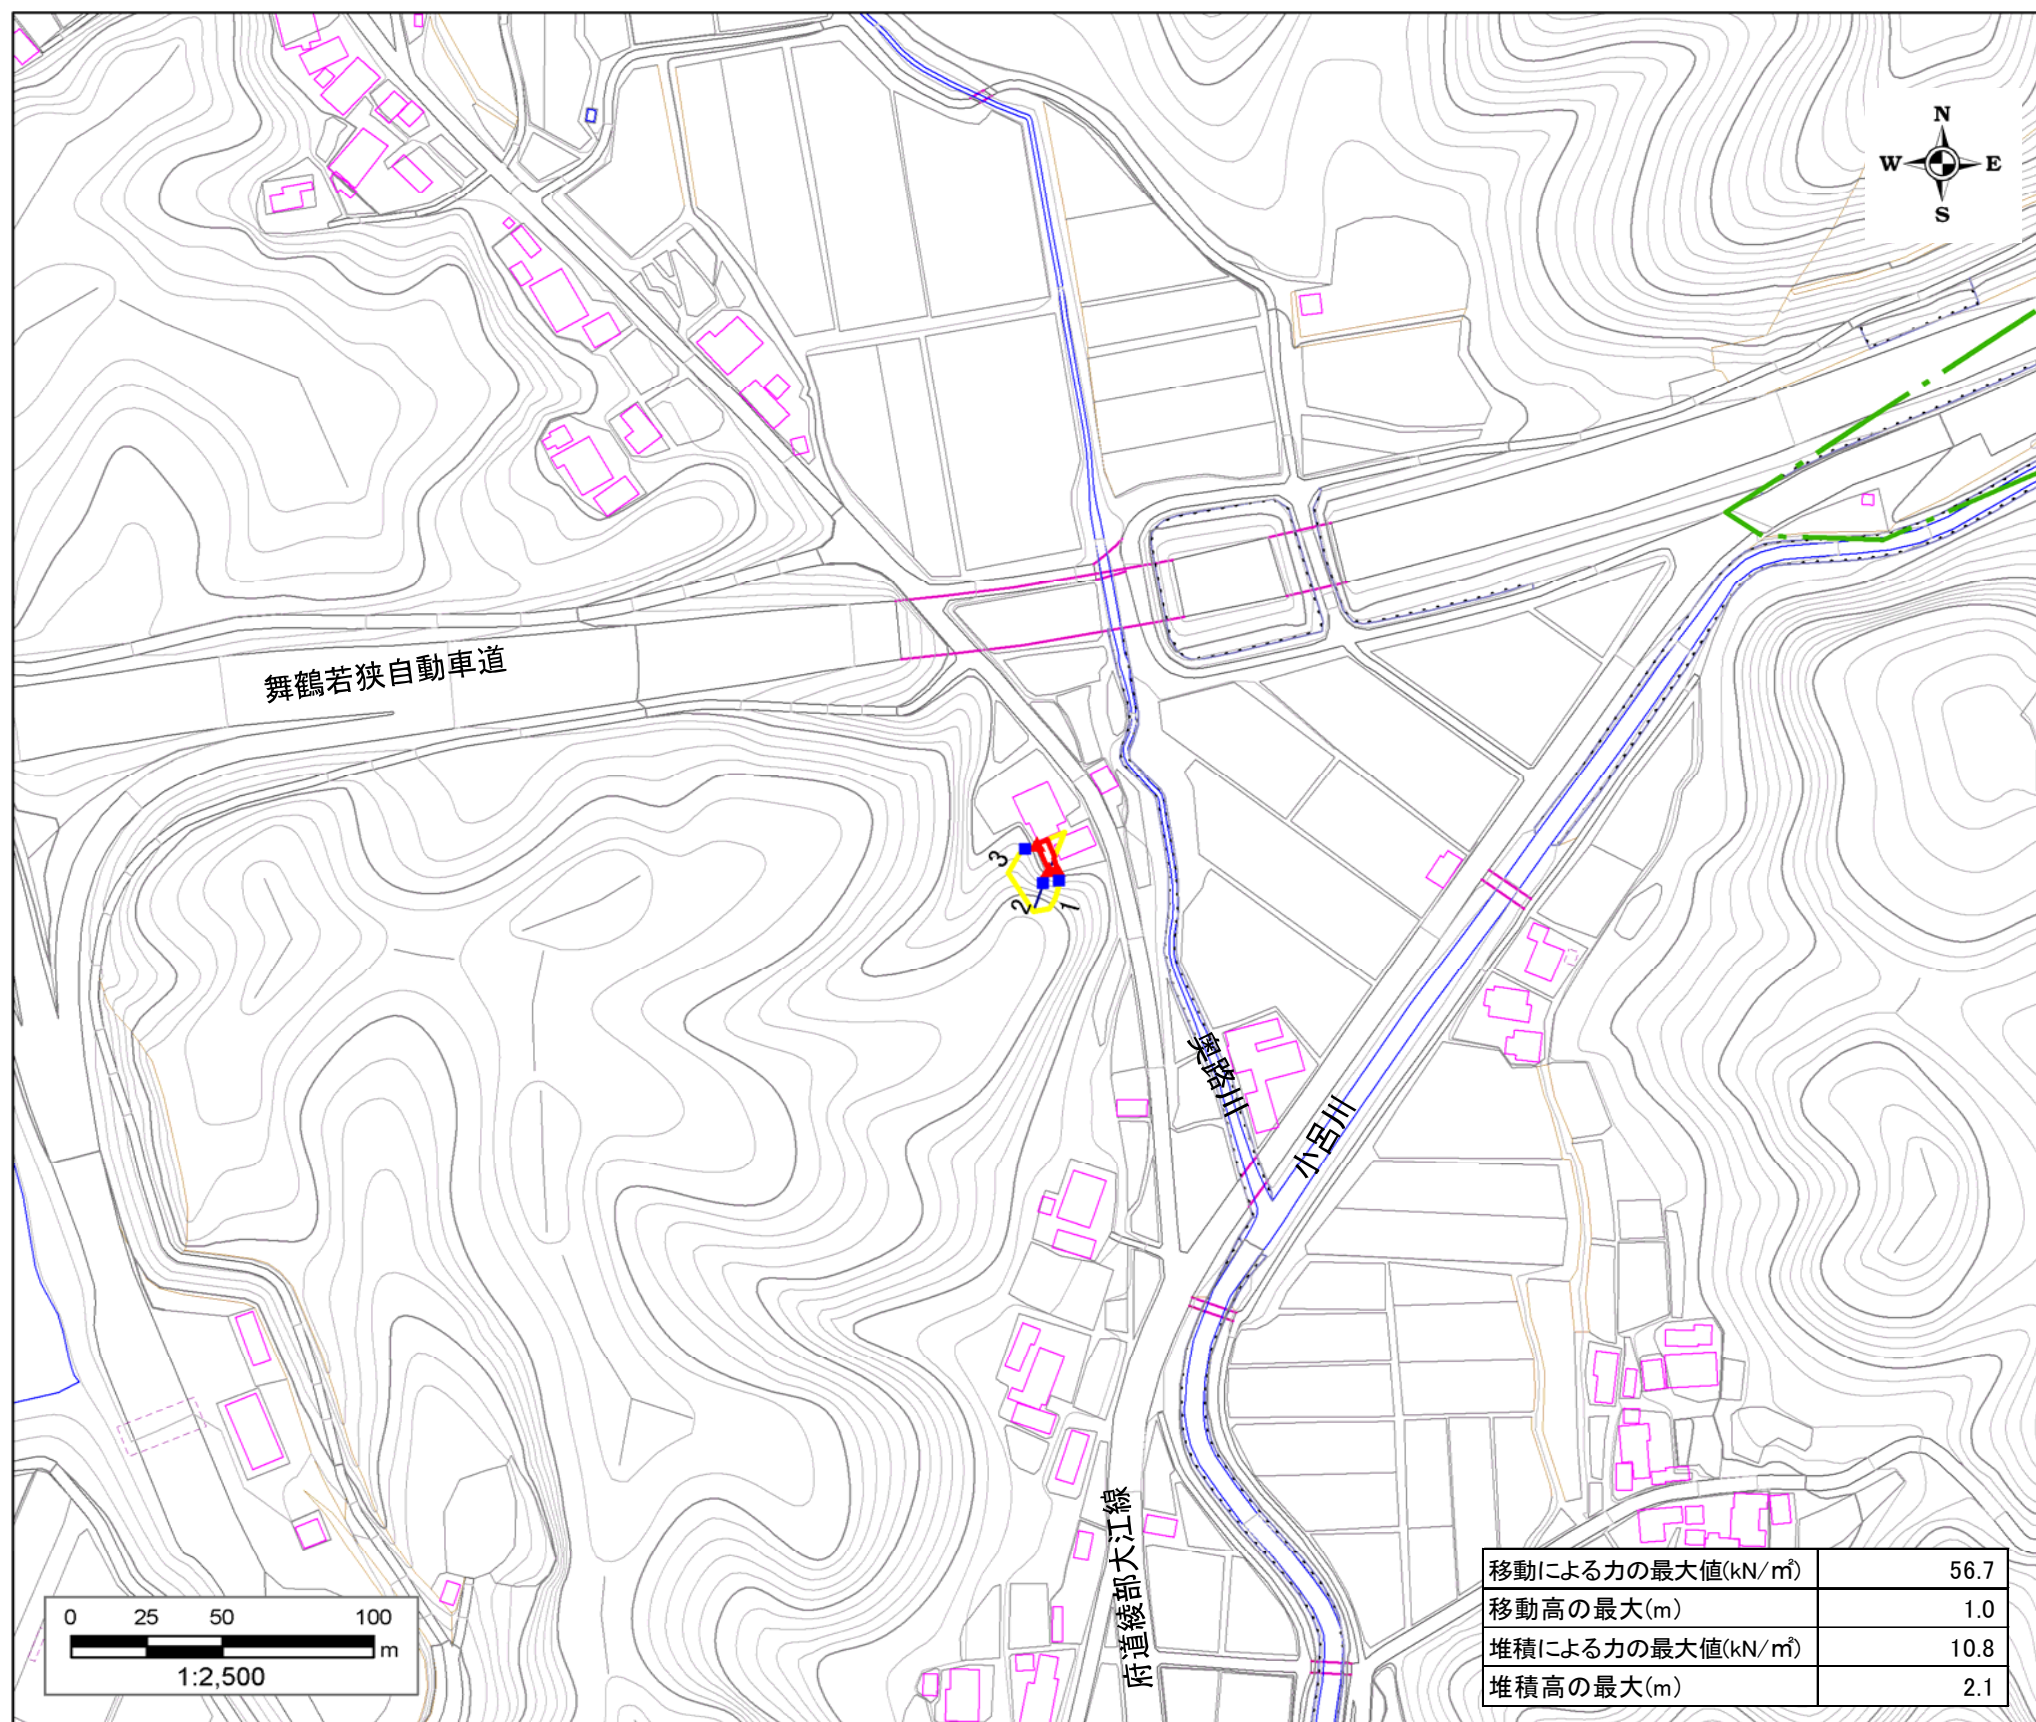 N
W E
S
舞鶴若狭自動車道
3
2
1
奥路川
小呂川
府道綾部大江線
移動による力の最大値(kN/㎡) 56.7
移動高の最大(m) 1.0
堆積による力の最大値(kN/㎡) 10.8
堆積高の最大(m) 2.1
0 25 50 100
m
1:2,500